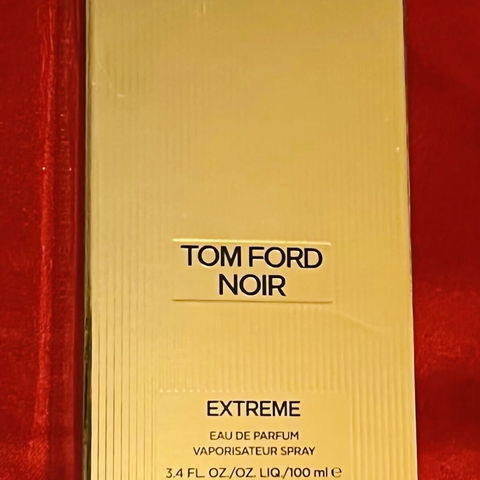 TOM FORD
NOIR
EXTREME
EAU DE PARFUM
VAPORISATEUR SPRAY
3.4 FL. OZ./OZ. LIQ./100 ml ℮